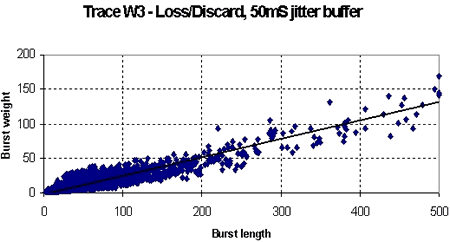 Trace W3 - Loss/Discard, 50mS jitter buffer
Burst weight
200
150
100
50
0
0 100 200 300 400 500
Burst length